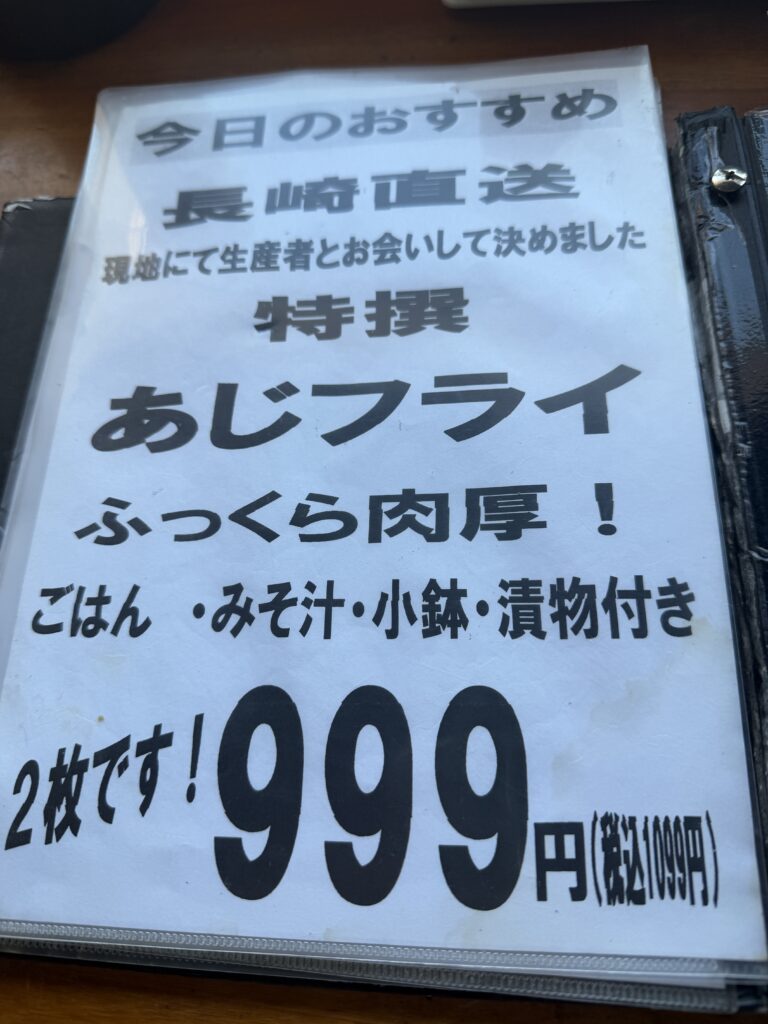 今日のおすすめ
長崎直送
現地にて生産者とお会いして決めました
特撰
あじフライ
ふっくら肉厚!
ごはん ・みそ汁・小鉢・漬物付き
2枚です! 999円(税込1099円)